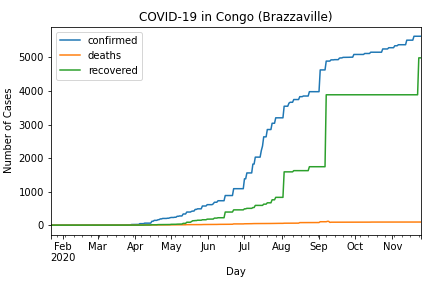 COVID-19 in Congo (Brazzaville)
confirmed
deaths
recovered
Number of Cases
5000
4000
3000
2000
1000
0
Feb Mar Apr May Jun Jul Aug Sep Oct Nov
2020
Day